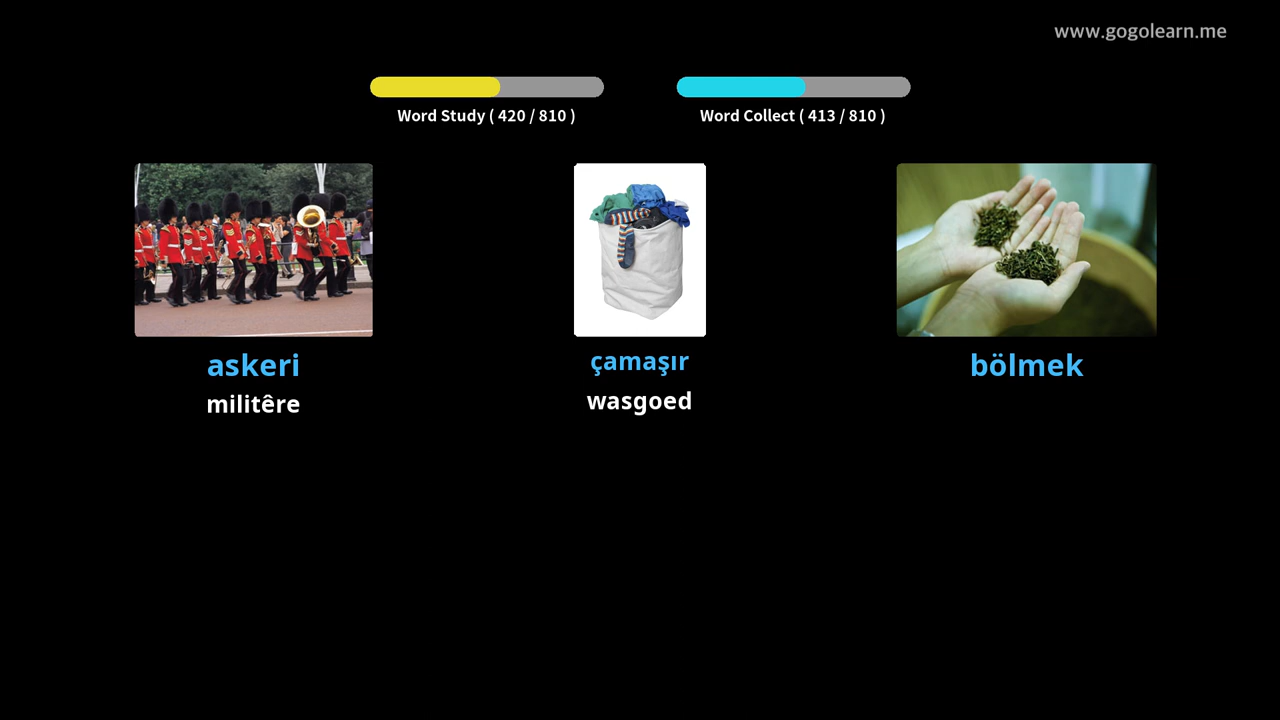 www.gogolearn.me
Word Study ( 420 / 810 )
Word Collect ( 413 / 810 )
askeri
militêre
çamaşır
wasgoed
bölmek